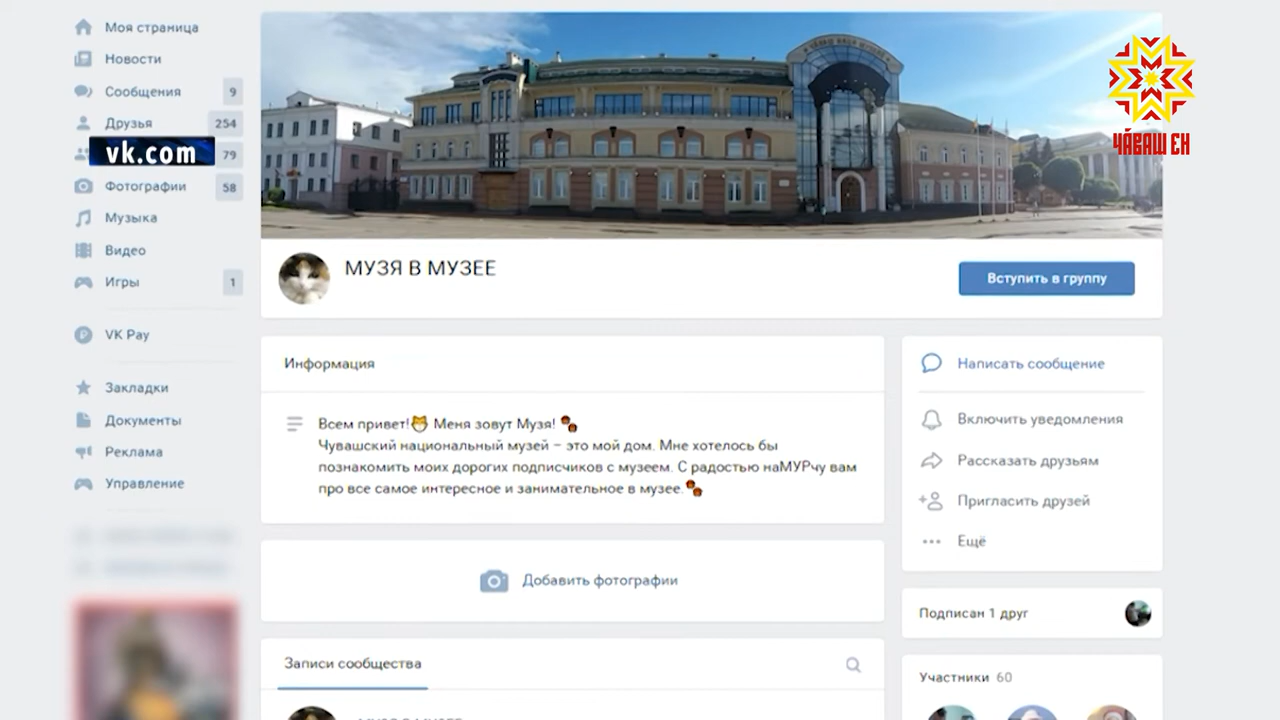 Моя страница
Новости
Сообщения 9
Друзья 254
vk.com 79
Фотографии 58
Музыка
Видео
Игры 1
VK Pay
Закладки
Документы
Реклама
Управление
ЧӐВАШ ЕН
МУЗЯ В МУЗЕЕ
Вступить в группу
Информация
Всем привет! Меня зовут Музя!
Чувашский национальный музей – это мой дом. Мне хотелось бы
познакомить моих дорогих подписчиков с музеем. С радостью наМУРчу вам
про все самое интересное и занимательное в музее.
Добавить фотографии
Записи сообщества
МУЗЯ В МУЗЕЕ
Написать сообщение
Включить уведомления
Рассказать друзьям
Пригласить друзей
Ещё
Подписан 1 друг
Участники 60